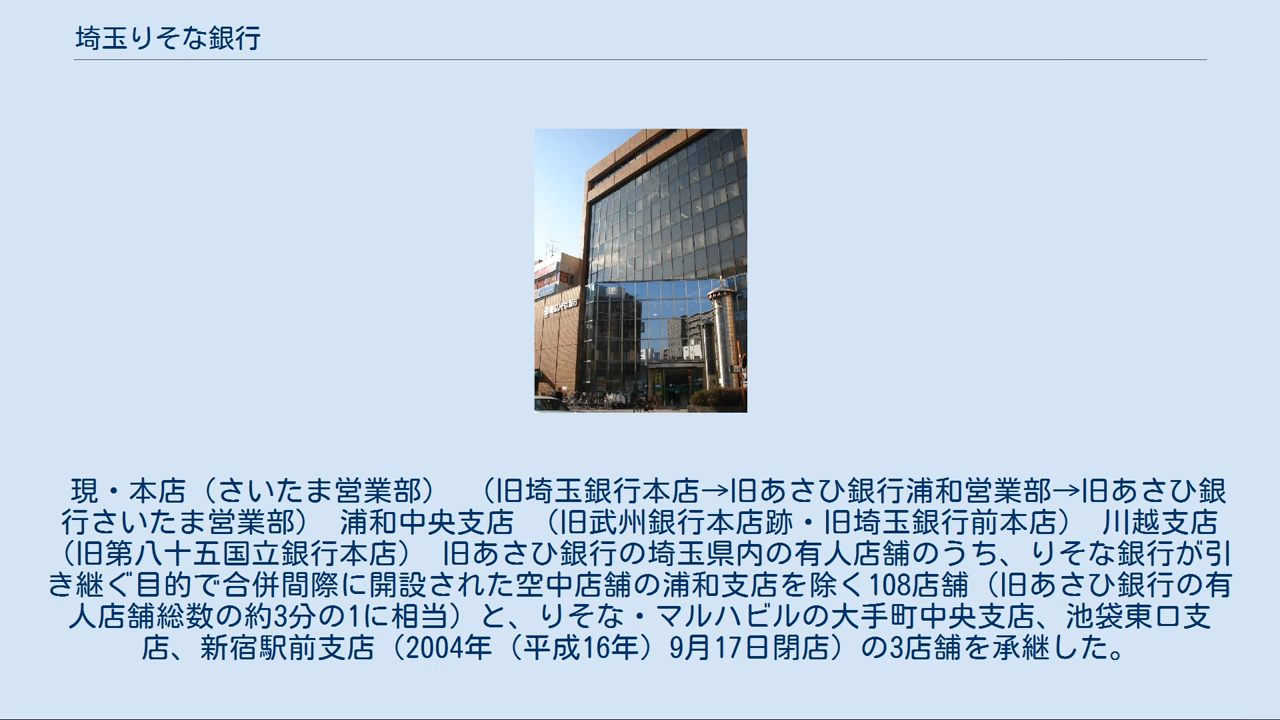 埼玉りそな銀行
現・本店（さいたま営業部）　（旧埼玉銀行本店→旧あさひ銀行浦和営業部→旧あさひ銀
行さいたま営業部）　浦和中央支店　（旧武州銀行本店跡・旧埼玉銀行前本店）　川越支店
（旧第八十五国立銀行本店）　旧あさひ銀行の埼玉県内の有人店舗のうち、りそな銀行が引
き継ぐ目的で合併間際に開設された空中店舗の浦和支店を除く108店舗（旧あさひ銀行の有
人店舗総数の約3分の1に相当）と、りそな・マルハビルの大手町中央支店、池袋東口支
店、新宿駅前支店（2004年（平成16年）9月17日閉店）の3店舗を承継した。